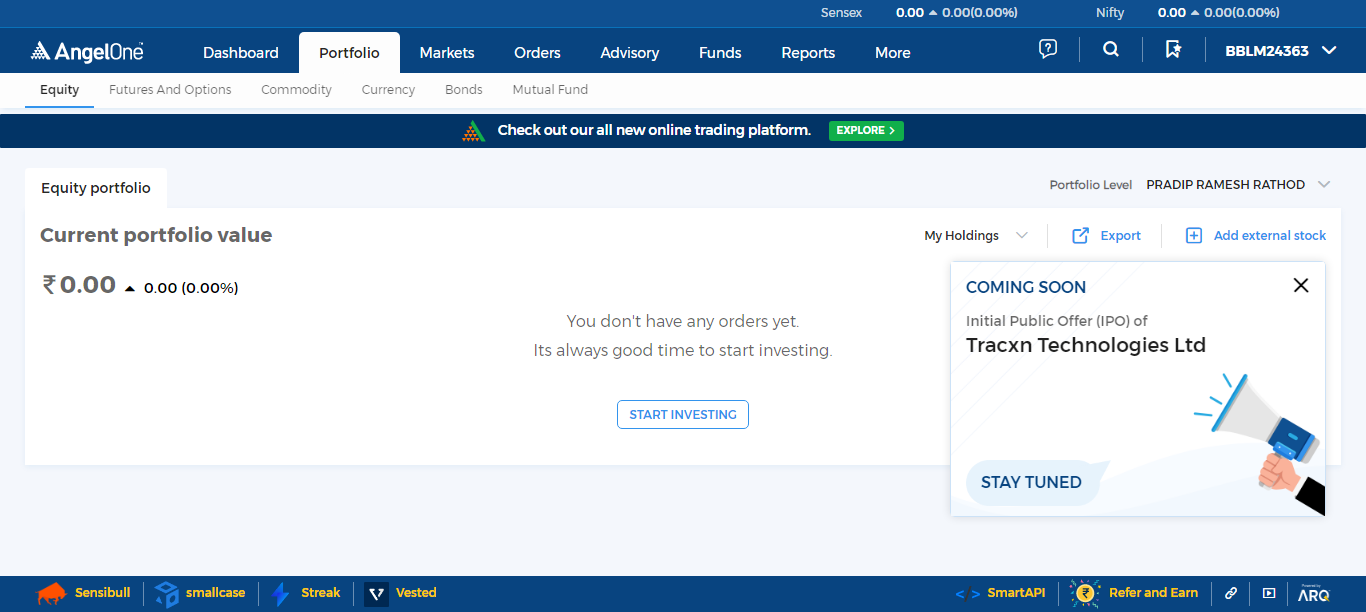 Sensex 0.00 0.00(0.00%) Nifty 0.00 0.00(0.00%)
AngelOne Dashboard Portfolio Markets Orders Advisory Funds Reports More ? BBLM24363
Equity Futures And Options Commodity Currency Bonds Mutual Fund
Check out our all new online trading platform. EXPLORE >
Equity portfolio
Portfolio Level PRADIP RAMESH RATHOD
Current portfolio value
My Holdings Export Add external stock
₹0.00 0.00 (0.00%)
You don't have any orders yet.
Its always good time to start investing.
START INVESTING
COMING SOON
Initial Public Offer (IPO) of
Tracxn Technologies Ltd
STAY TUNED
Sensibull smallcase Streak V Vested <> SmartAPI ₹ Refer and Earn Powered by
ARQ